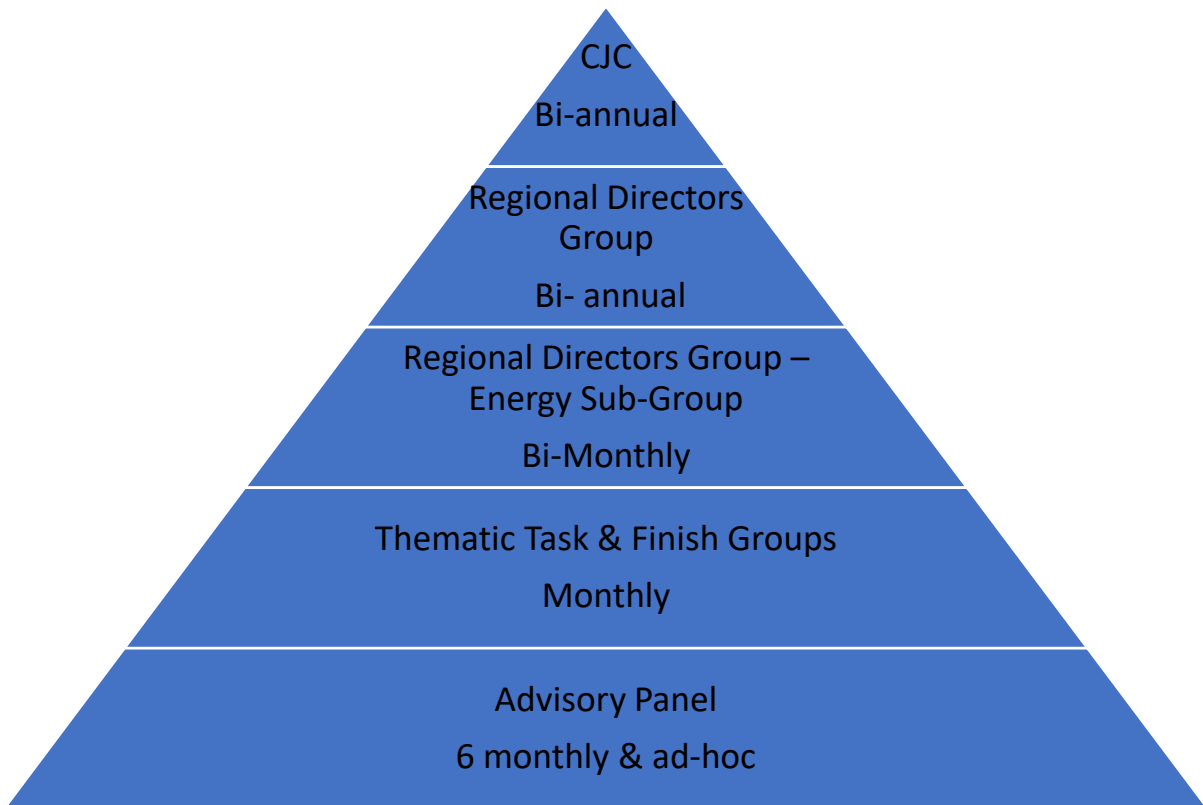 CJC
Bi-annual
Regional Directors
Group
Bi- annual
Regional Directors Group –
Energy Sub-Group
Bi-Monthly
Thematic Task & Finish Groups
Monthly
Advisory Panel
6 monthly & ad-hoc